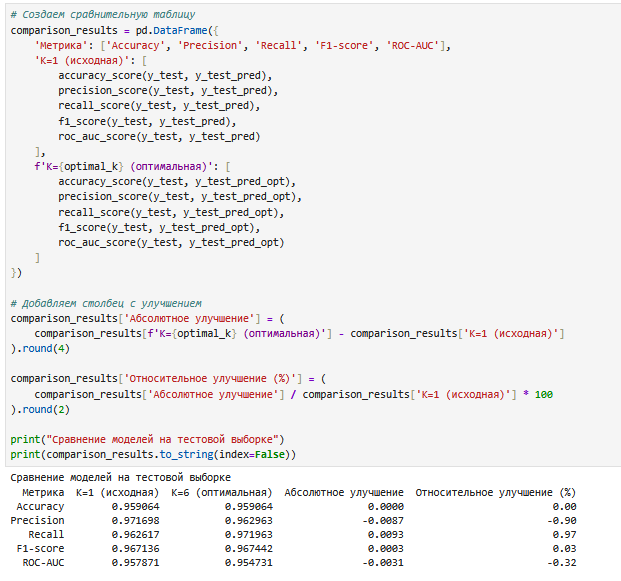 # Создаем сравнительную таблицу
comparison_results = pd.DataFrame({
    'Метрика': ['Accuracy', 'Precision', 'Recall', 'F1-score', 'ROC-AUC'],
    'K=1 (исходная)': [
        accuracy_score(y_test, y_test_pred),
        precision_score(y_test, y_test_pred),
        recall_score(y_test, y_test_pred),
        f1_score(y_test, y_test_pred),
        roc_auc_score(y_test, y_test_pred)
    ],
    f'K={optimal_k} (оптимальная)': [
        accuracy_score(y_test, y_test_pred_opt),
        precision_score(y_test, y_test_pred_opt),
        recall_score(y_test, y_test_pred_opt),
        f1_score(y_test, y_test_pred_opt),
        roc_auc_score(y_test, y_test_pred_opt)
    ]
})
# Добавляем столбец с улучшением
comparison_results['Абсолютное улучшение'] = (
    comparison_results[f'K={optimal_k} (оптимальная)'] - comparison_results['K=1 (исходная)']
).round(4)
comparison_results['Относительное улучшение (%)'] = (
    comparison_results['Абсолютное улучшение'] / comparison_results['K=1 (исходная)'] * 100
).round(2)
print("Сравнение моделей на тестовой выборке")
print(comparison_results.to_string(index=False))
Сравнение моделей на тестовой выборке
  Метрика  K=1 (исходная)  K=6 (оптимальная)  Абсолютное улучшение  Относительное улучшение (%)
 Accuracy        0.959064           0.959064                0.0000                         0.00
Precision        0.971698           0.962963               -0.0087                        -0.90
   Recall        0.962617           0.971963                0.0093                         0.97
 F1-score        0.967136           0.967442                0.0003                         0.03
  ROC-AUC        0.957871           0.954731               -0.0031                        -0.32